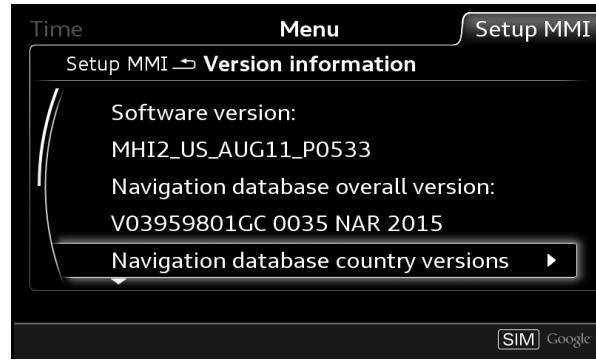 Time Menu Setup MMI
Setup MMI Version information
Software version:
MHI2_US_AUG11_P0533
Navigation database overall version:
V03959801GC 0035 NAR 2015
Navigation database country versions
SIM Google